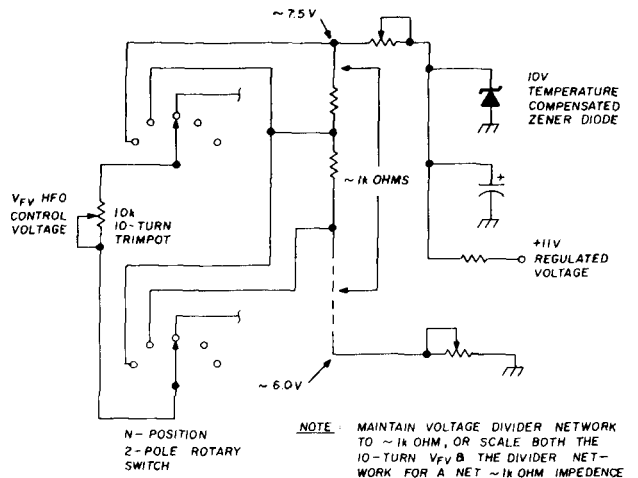 ~ 7.5 V
10V
TEMPERATURE
COMPENSATED
ZENER DIODE
+
VFV HFO
CONTROL
VOLTAGE
10k
10-TURN
TRIMPOT
~ 1k OHMS
+11V
REGULATED
VOLTAGE
~ 6.0V
N- POSITION
2-POLE ROTARY
SWITCH
NOTE : MAINTAIN VOLTAGE DIVIDER NETWORK
TO ~ 1k OHM, OR SCALE BOTH THE
10-TURN VFV & THE DIVIDER NET-
WORK FOR A NET ~1k OHM IMPEDENCE